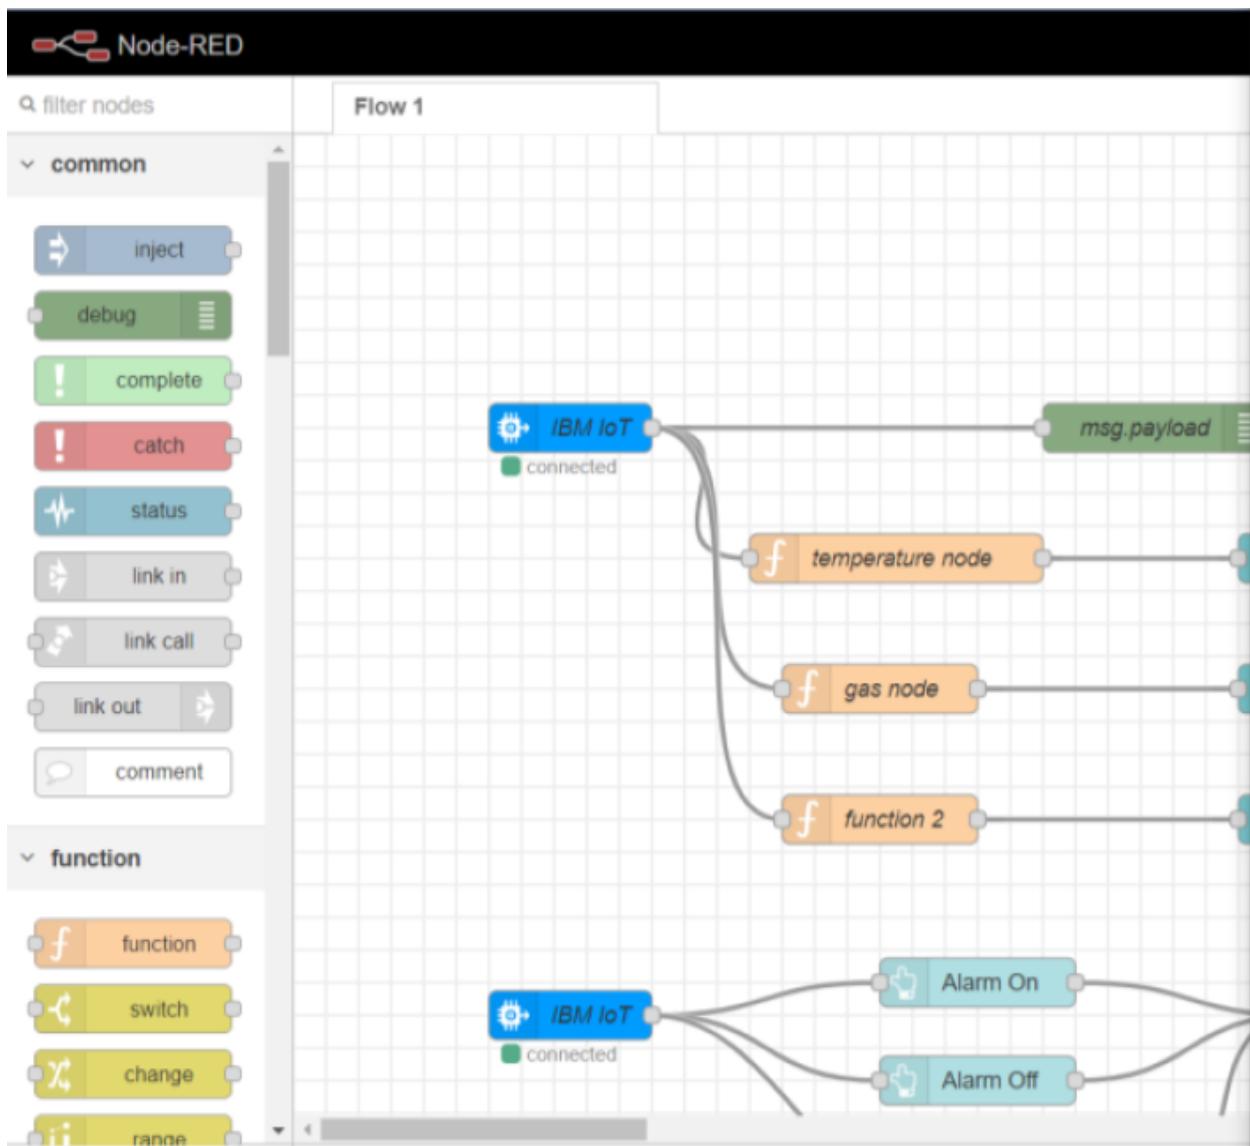 Node-RED
filter nodes
Flow 1
common
inject
debug
complete
catch
status
link in
link call
link out
comment
function
function
switch
change
range
IBM IoT
connected
msg.payload
temperature node
gas node
function 2
IBM IoT
connected
Alarm On
Alarm Off